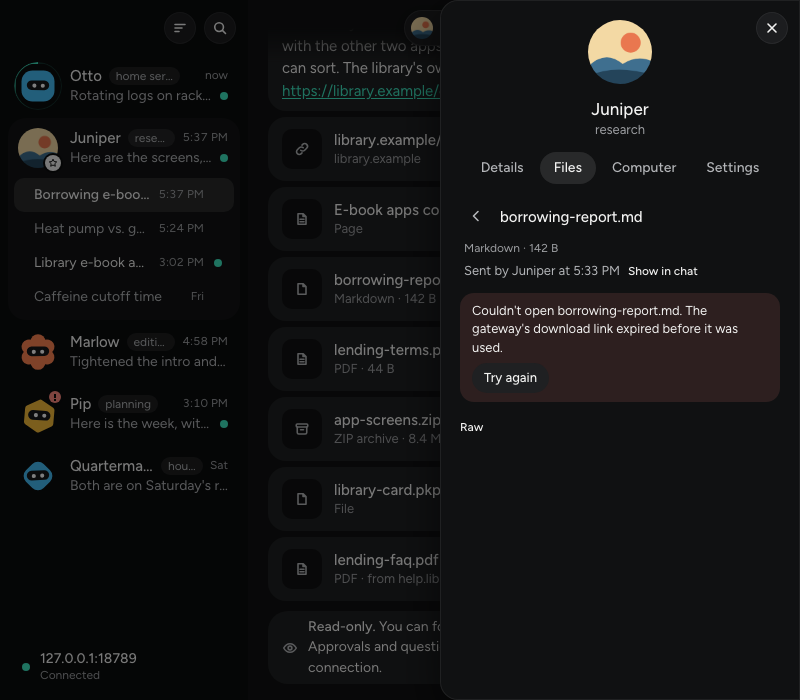 Otto home ser... now
Rotating logs on rack...
Juniper rese... 5:37 PM
Here are the screens,...
Borrowing e-boo... 5:37 PM
Heat pump vs. g... 5:24 PM
Library e-book a... 3:02 PM
Caffeine cutoff time Fri
Marlow editi... 4:58 PM
Tightened the intro and...
Pip planning 3:10 PM
Here is the week, wit...
Quarterma... hou... Sat
Both are on Saturday's r...
127.0.0.1:18789
Connected
with the other two apps
can sort. The library's
https://library.example/
library.example/
library.example
E-book apps
Page
borrowing-repo
Markdown · 142 B
lending-terms.p
PDF · 44 B
app-screens.zip
ZIP archive · 8.4 M
library-card.pkp
File
lending-faq.pdf
PDF · from help.lib
Read-only. You can
Approvals and questi
connection.
Juniper
research
Details Files Computer Settings
borrowing-report.md
Markdown · 142 B
Sent by Juniper at 5:33 PM Show in chat
Couldn't open borrowing-report.md. The
gateway's download link expired before it was
used.
Try again
Raw